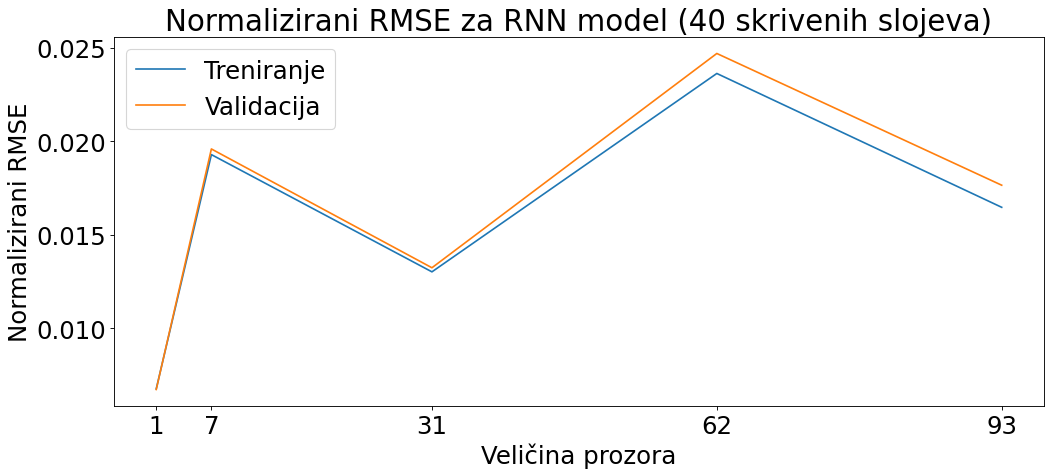 Normalizirani RMSE za RNN model (40 skrivenih slojeva)
Treniranje
Validacija
Normalizirani RMSE
0.025
0.020
0.015
0.010
1 7 31 62 93
Veličina prozora